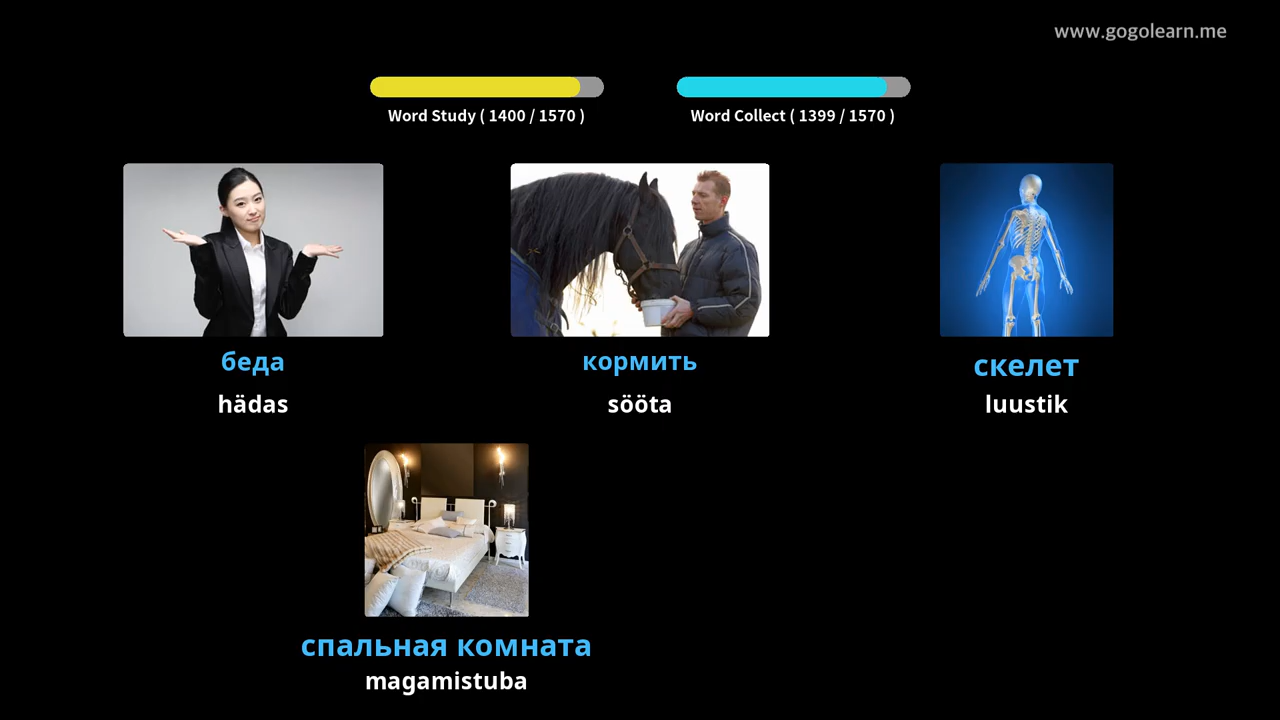 www.gogolearn.me
Word Study ( 1400 / 1570 )
Word Collect ( 1399 / 1570 )
беда
кормить
скелет
hädas
sööta
luustik
спальная комната
magamistuba